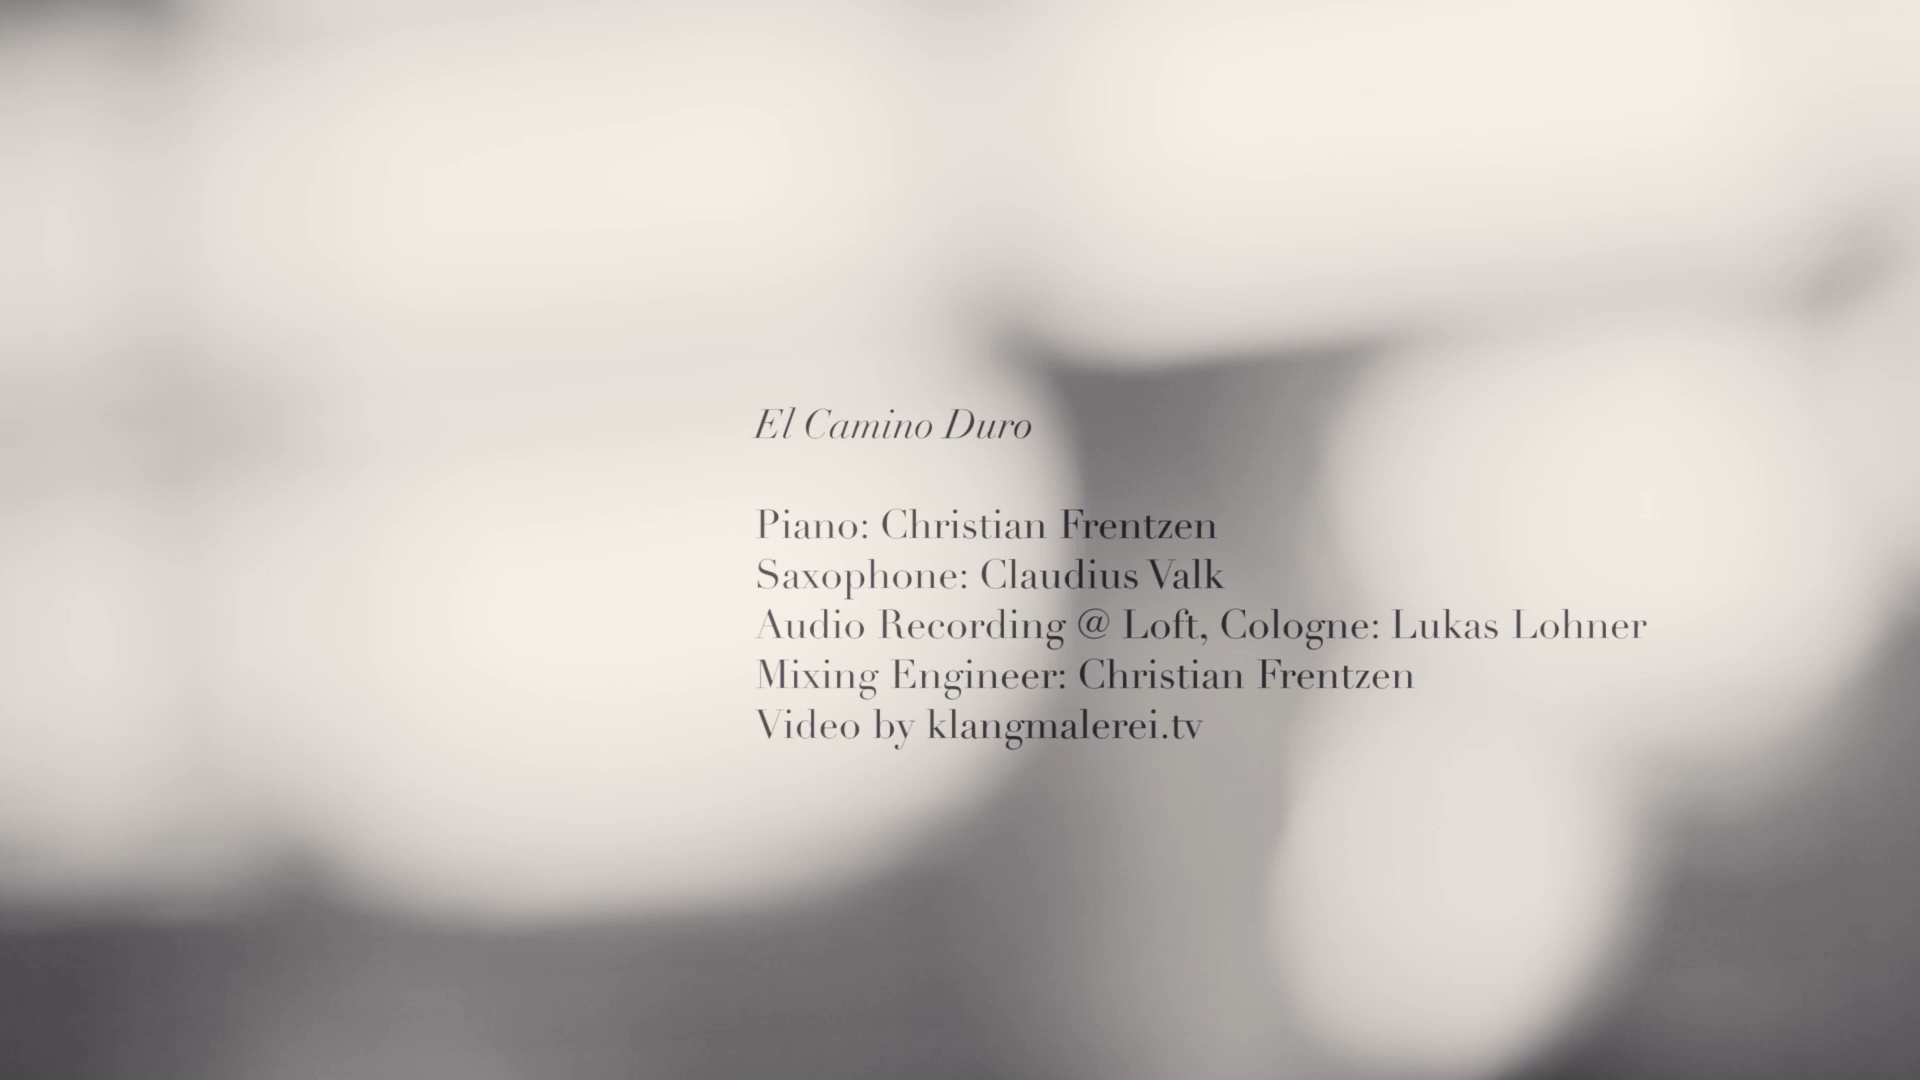 El Camino Duro
Piano: Christian Frentzen
Saxophone: Claudius Valk
Audio Recording @ Loft, Cologne: Lukas Lohner
Mixing Engineer: Christian Frentzen
Video by klangmalerei.tv